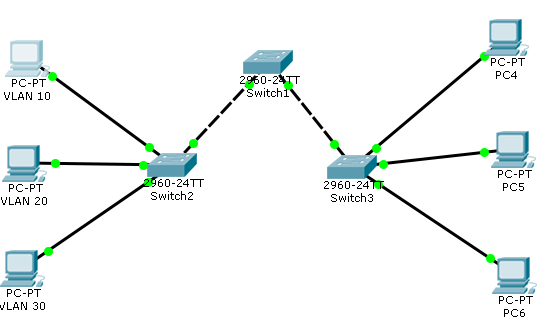 PC-PT
VLAN 10
2960-24TT
Switch1
PC-PT
PC4
PC-PT
VLAN 20
2960-24TT
Switch2
2960-24TT
Switch3
PC-PT
PC5
PC-PT
VLAN 30
PC-PT
PC6